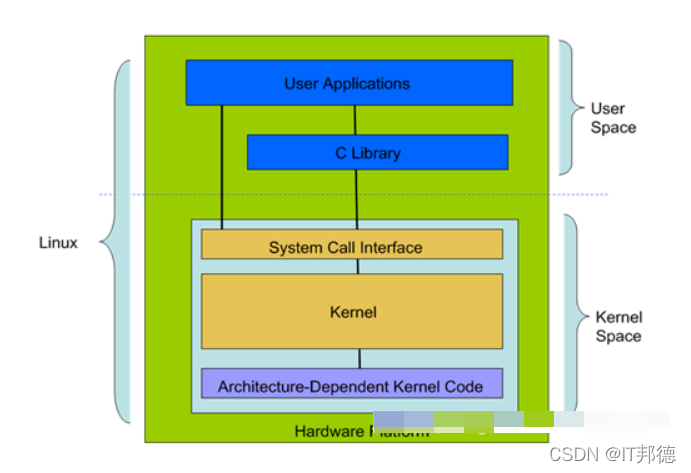 User Applications
User
Space
C Library
Linux
System Call Interface
Kernel
Kernel
Space
Architecture-Dependent Kernel Code
Hardware Platform
CSDN @IT邦德